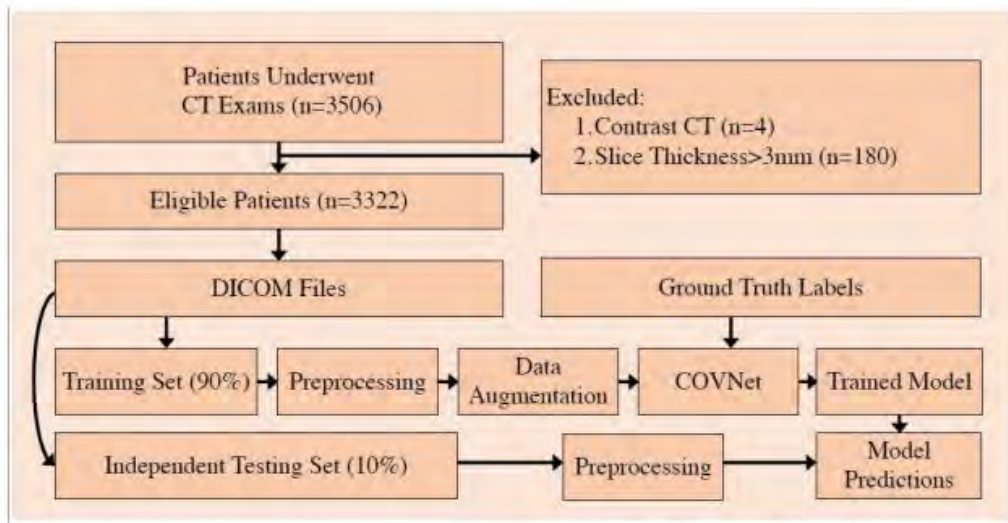 Patients Underwent
CT Exams (n=3506)
Excluded:
1.Contrast CT (n=4)
2.Slice Thickness>3mm (n=180)
Eligible Patients (n=3322)
DICOM Files
Ground Truth Labels
Training Set (90%)
Preprocessing
Data
Augmentation
COVNet
Trained Model
Independent Testing Set (10%)
Preprocessing
Model
Predictions